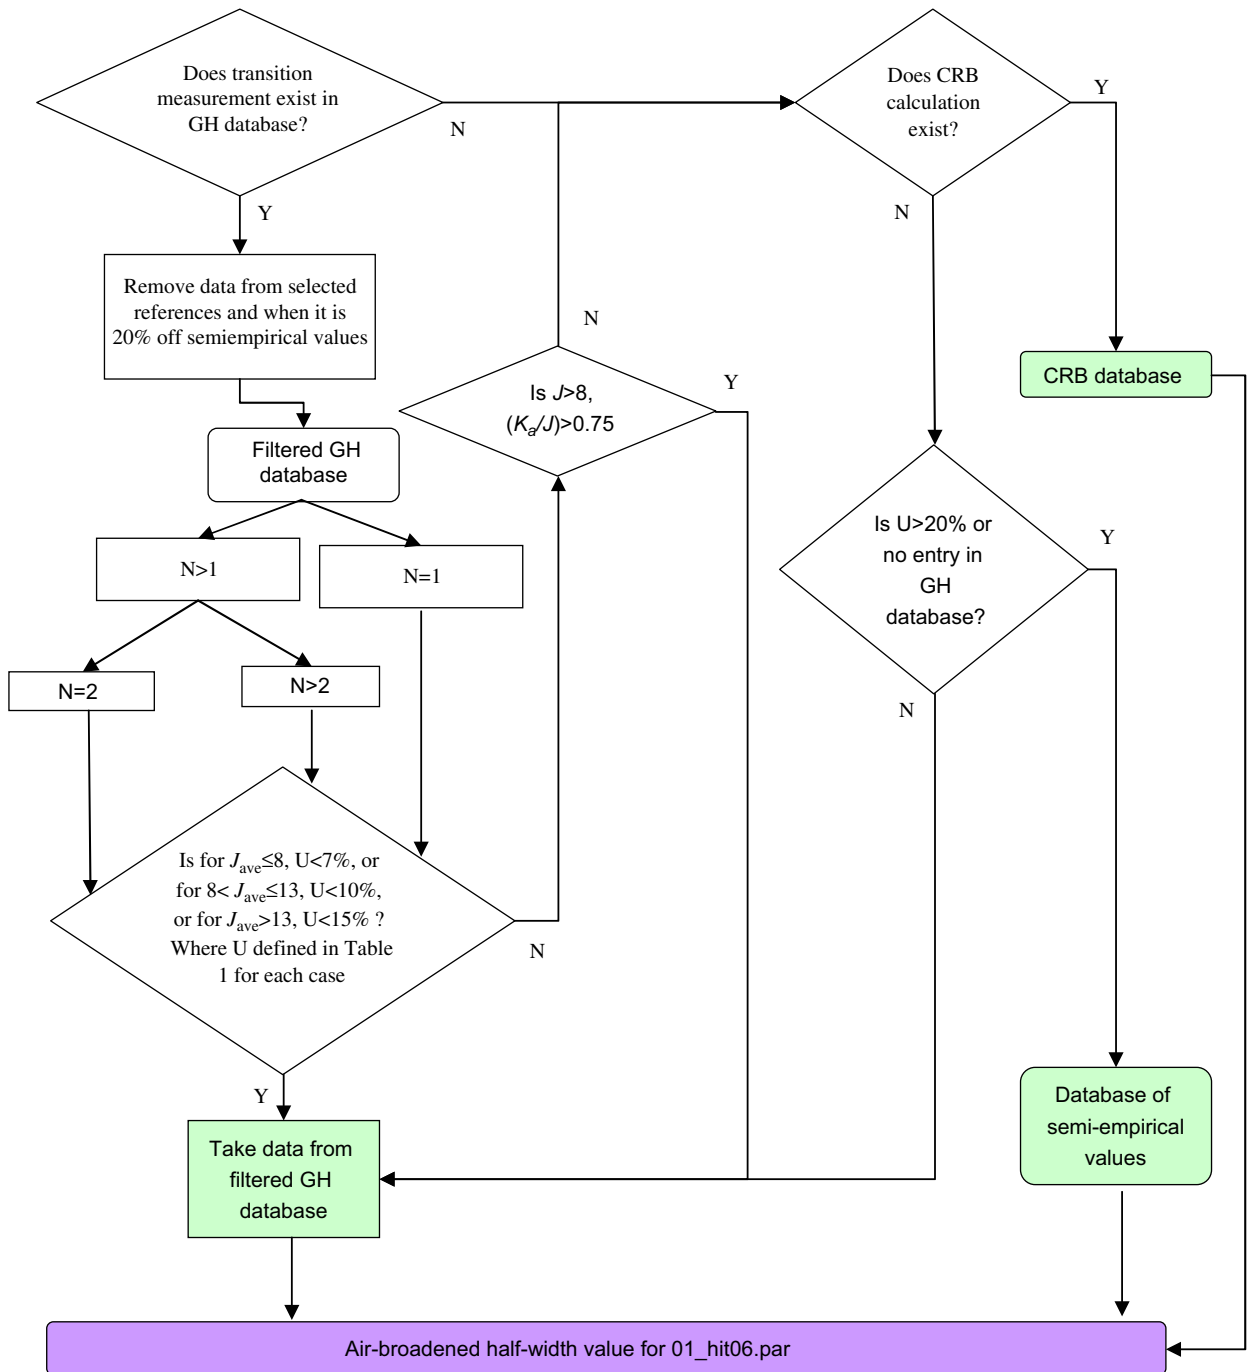 Does transition
measurement exist in
GH database?
N
Y
Does CRB
calculation
exist?
Y
N
Remove data from selected
references and when it is
20% off semiempirical values
N
Is J>8,
(Ka/J)>0.75
Y
CRB database
Filtered GH
database
N>1
N=1
Is U>20% or
no entry in
GH
database?
Y
N
N=2
N>2
Is for Jave≤8, U<7%, or
for 8< Jave≤13, U<10%,
or for Jave>13, U<15% ?
Where U defined in Table
1 for each case
N
Y
Take data from
filtered GH
database
Database of
semi-empirical
values
Air-broadened half-width value for 01_hit06.par